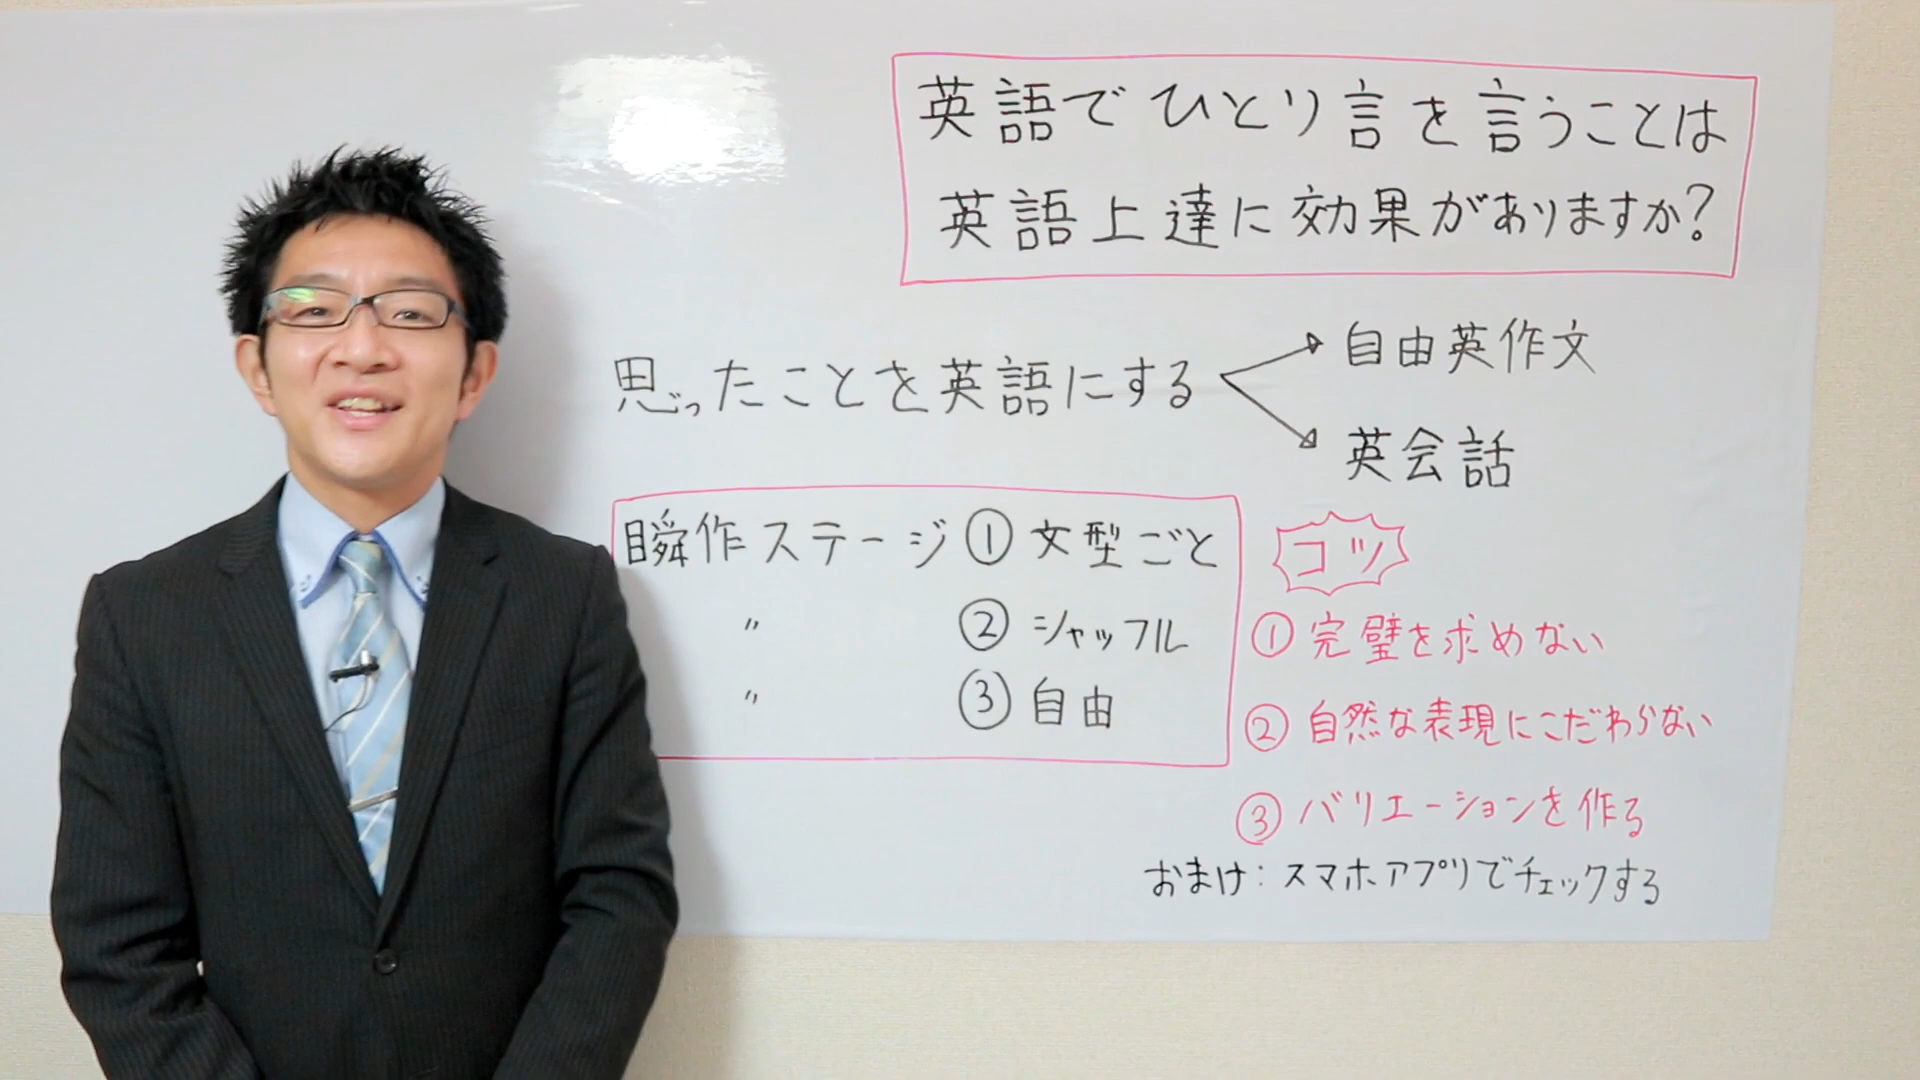 英語でひとり言を言うことは
英語上達に効果がありますか?
思ったことを英語にする
自由英作文
英会話
瞬作ステージ①文型ごと
〃 ②シャッフル
〃 ③自由
コツ
①完璧を求めない
②自然な表現にこだわらない
③バリエーションを作る
おまけ:スマホアプリでチェックする